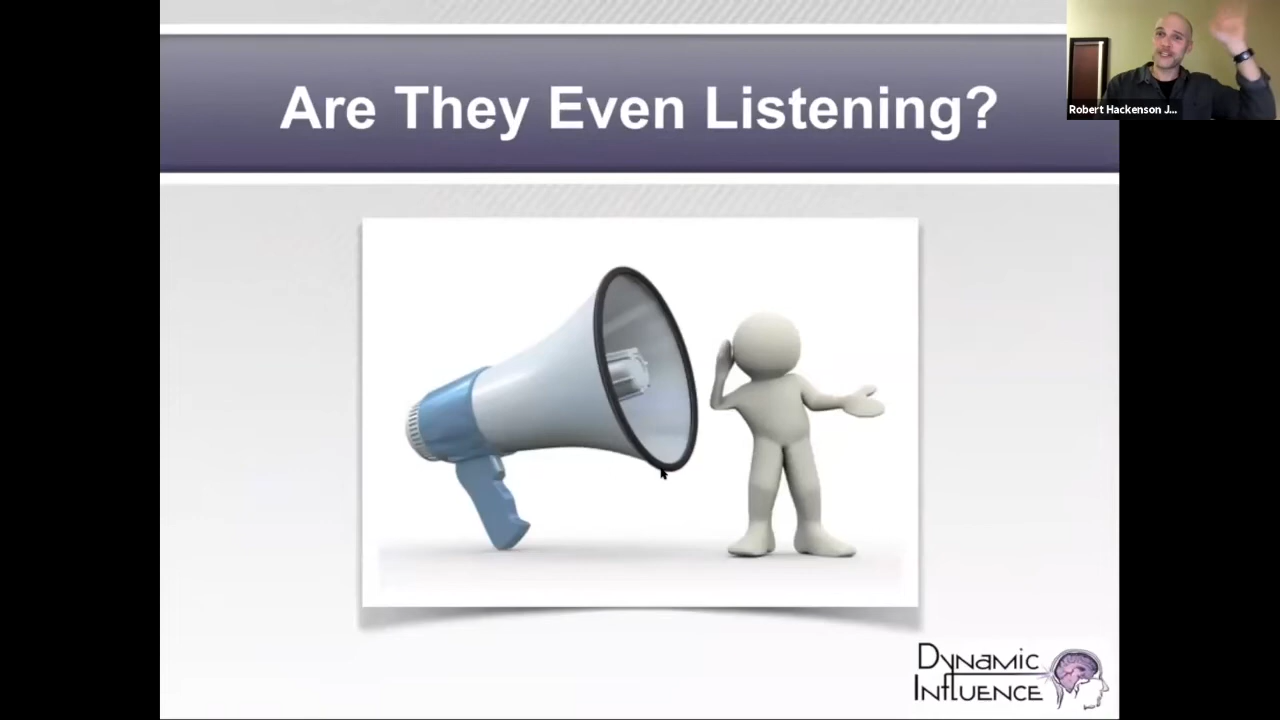 Are They Even Listening?
Robert Hackenson J...
Dynamic
Influence